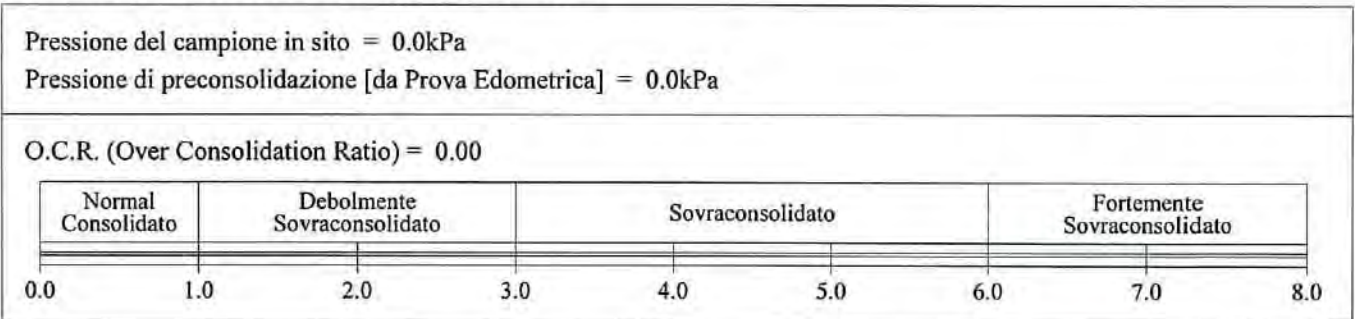 Pressione del campione in sito = 0.0kPa
Pressione di preconsolidazione [da Prova Edometrica] = 0.0kPa
O.C.R. (Over Consolidation Ratio) = 0.00
Normal
Consolidato
Debolmente
Sovraconsolidato
Sovraconsolidato
Fortemente
Sovraconsolidato
0.0 1.0 2.0 3.0 4.0 5.0 6.0 7.0 8.0